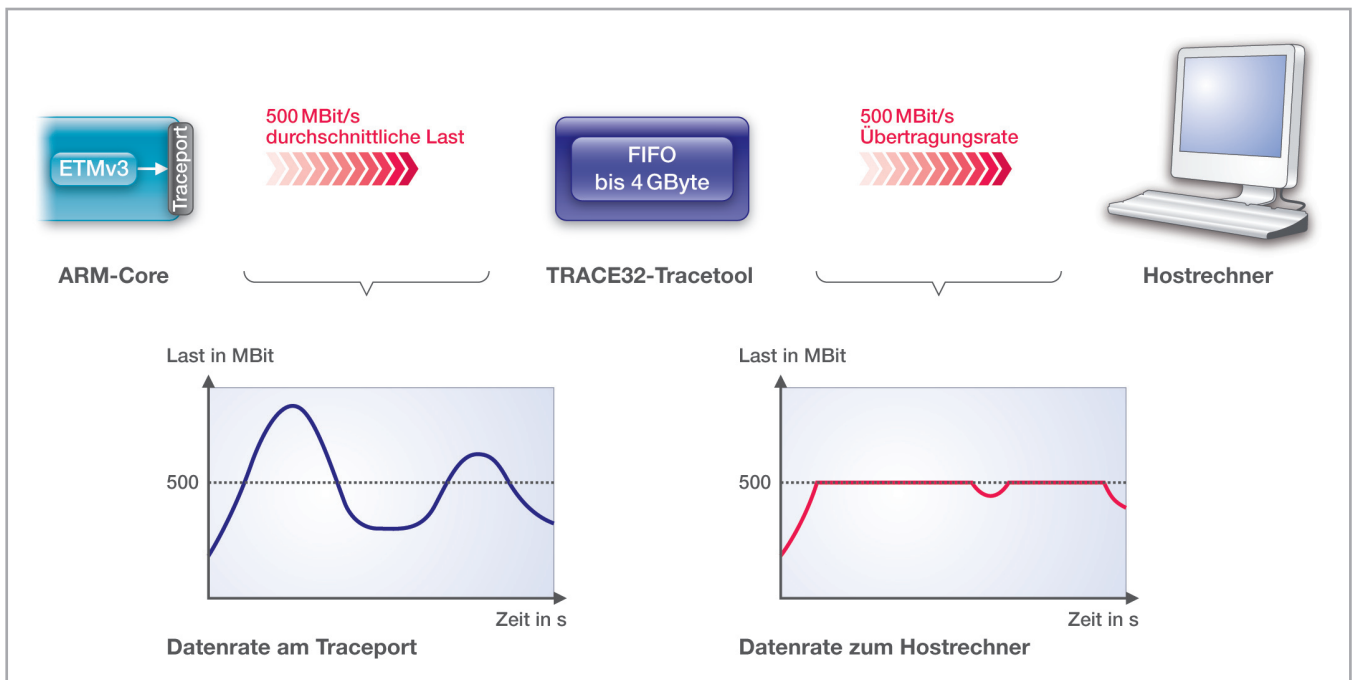 500 MBit/s
durchschnittliche Last
500 MBit/s
Übertragungsrate
ETMv3
Traceport
FIFO
bis 4 GByte
ARM-Core
TRACE32-Tracetool
Hostrechner
Last in MBit
500
Zeit in s
Datenrate am Traceport
Last in MBit
500
Zeit in s
Datenrate zum Hostrechner